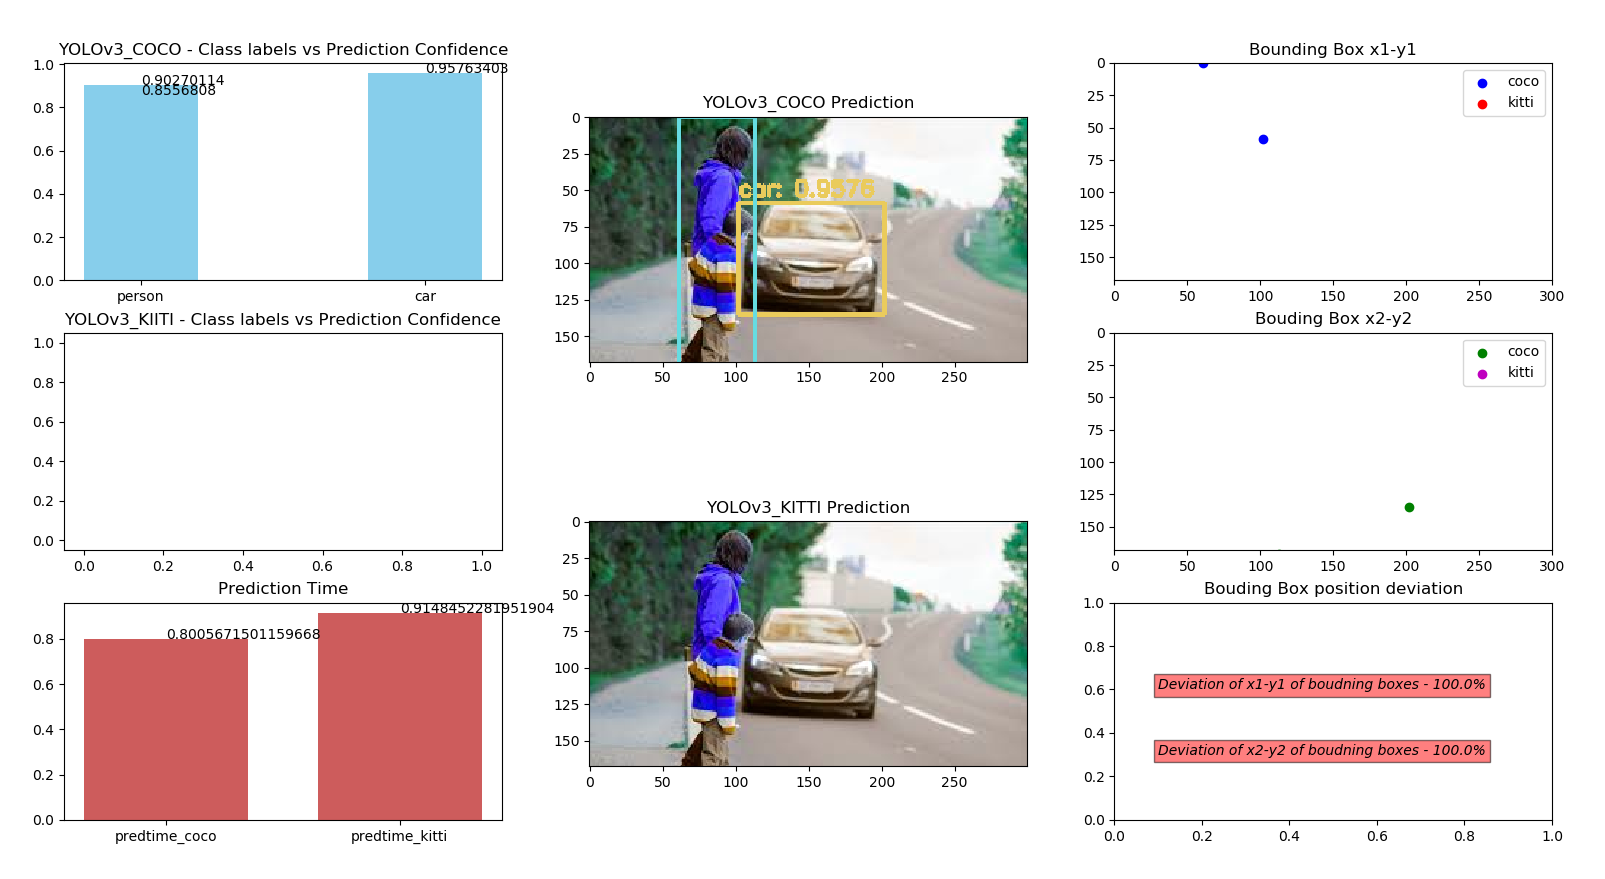 YOLOv3_COCO - Class labels vs Prediction Confidence
1.0
0.8
0.6
0.4
0.2
0.0
0.90270114
0.8556808
0.95763403
person car
YOLOv3_KIITI - Class labels vs Prediction Confidence
1.0
0.8
0.6
0.4
0.2
0.0
0.0 0.2 0.4 0.6 0.8 1.0
Prediction Time
0.8
0.6
0.4
0.2
0.0
0.8005671501159668
0.9148452281951904
predtime_coco predtime_kitti
YOLOv3_COCO Prediction
0
25
50
75
100
125
150
car: 0.9576
0 50 100 150 200 250
YOLOv3_KITTI Prediction
0
25
50
75
100
125
150
0 50 100 150 200 250
Bounding Box x1-y1
0
25
50
75
100
125
150
coco
kitti
0 50 100 150 200 250 300
Bouding Box x2-y2
0
25
50
75
100
125
150
coco
kitti
0 50 100 150 200 250 300
Bouding Box position deviation
1.0
0.8
0.6
0.4
0.2
0.0
Deviation of x1-y1 of boudning boxes - 100.0%
Deviation of x2-y2 of boudning boxes - 100.0%
0.0 0.2 0.4 0.6 0.8 1.0